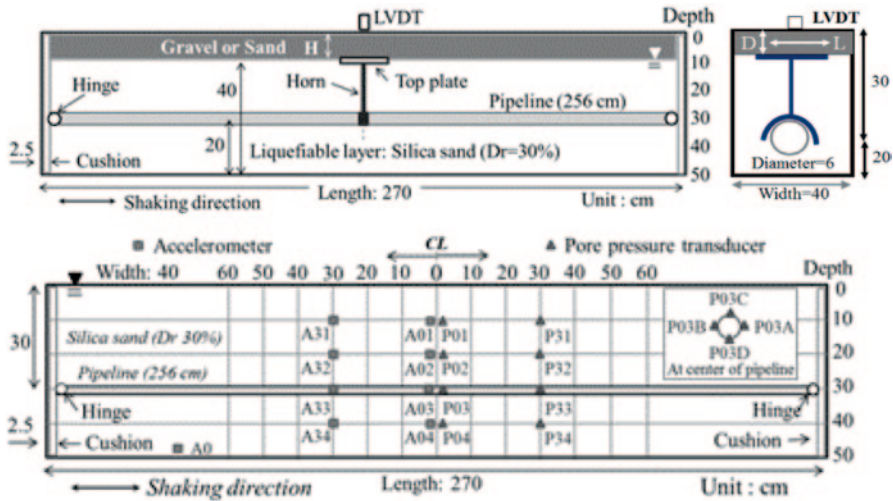 LVDT
Depth
Gravel or Sand H
0
10
20
30
40
50
Hinge
40
Horn
Top plate
Pipeline (256 cm)
20
Liquefiable layer: Silica sand (Dr=30%)
2.5
Cushion
Length: 270
Shaking direction
Unit : cm
LVDT
D L
30
20
Diameter=6
Width=40
Accelerometer
CL
Pore pressure transducer
Width: 40 60 50 40 30 20 10 0 10 20 30 40 50 60
Depth
0
10
20
30
40
50
30
Silica sand (Dr 30%)
A31 A01 P01 P31
Pipeline (256 cm)
A32 A02 P02 P32
P03C
P03B P03A
P03D
At center of pipeline
Hinge
A33 A03 P03 P33
Hinge
2.5
Cushion
A0
A34 A04 P04 P34
Cushion
Shaking direction
Length: 270
Unit : cm